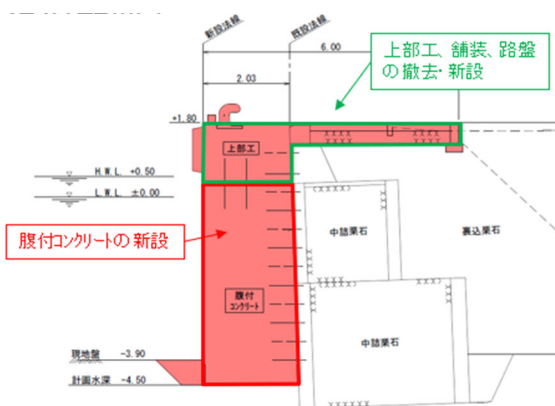 新設法線
既設法線
6.00
2.03
上部工、舗装、路盤
の撤去・新設
+1.80
上部工
H.W.L. +0.50
L.W.L. ±0.00
腹付コンクリートの新設
中詰栗石
裏込栗石
腹付
コンクリート
中詰栗石
現地盤 -3.90
計画水深 -4.50